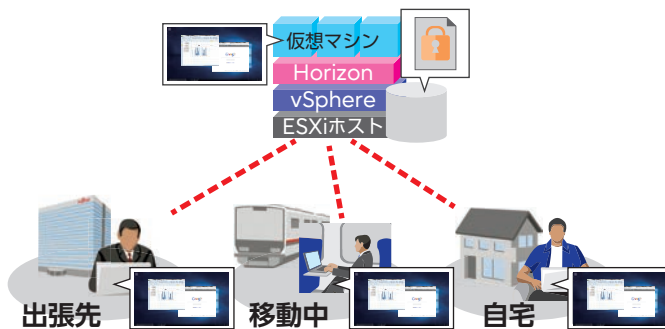 仮想マシン
Horizon
vSphere
ESXiホスト
出張先
移動中
自宅